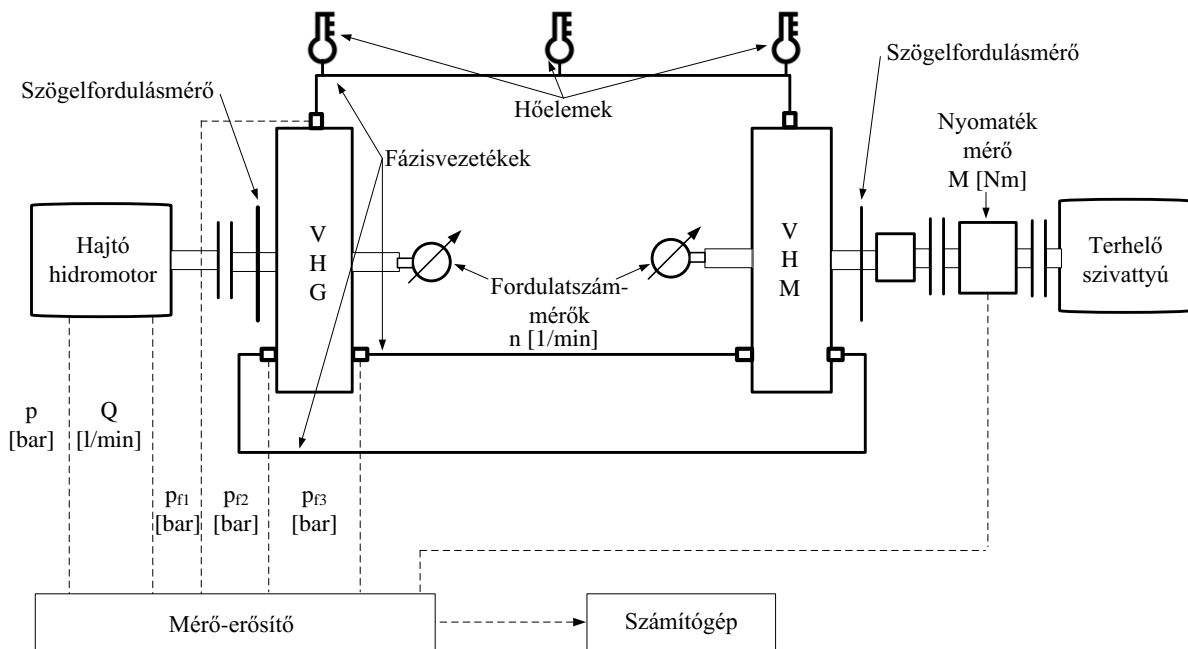 Szögelfordulásmérő
Hőelemek
Szögelfordulásmérő
Nyomaték
mérő
M [Nm]
Fázisvezetékek
Hajtó
hidromotor
V
H
G
Fordulatszám-
mérők
n [1/min]
V
H
M
Terhelő
szivattyú
p
[bar]
Q
[l/min]
pf1
[bar]
pf2
[bar]
pf3
[bar]
Mérő-erősítő
Számítógép